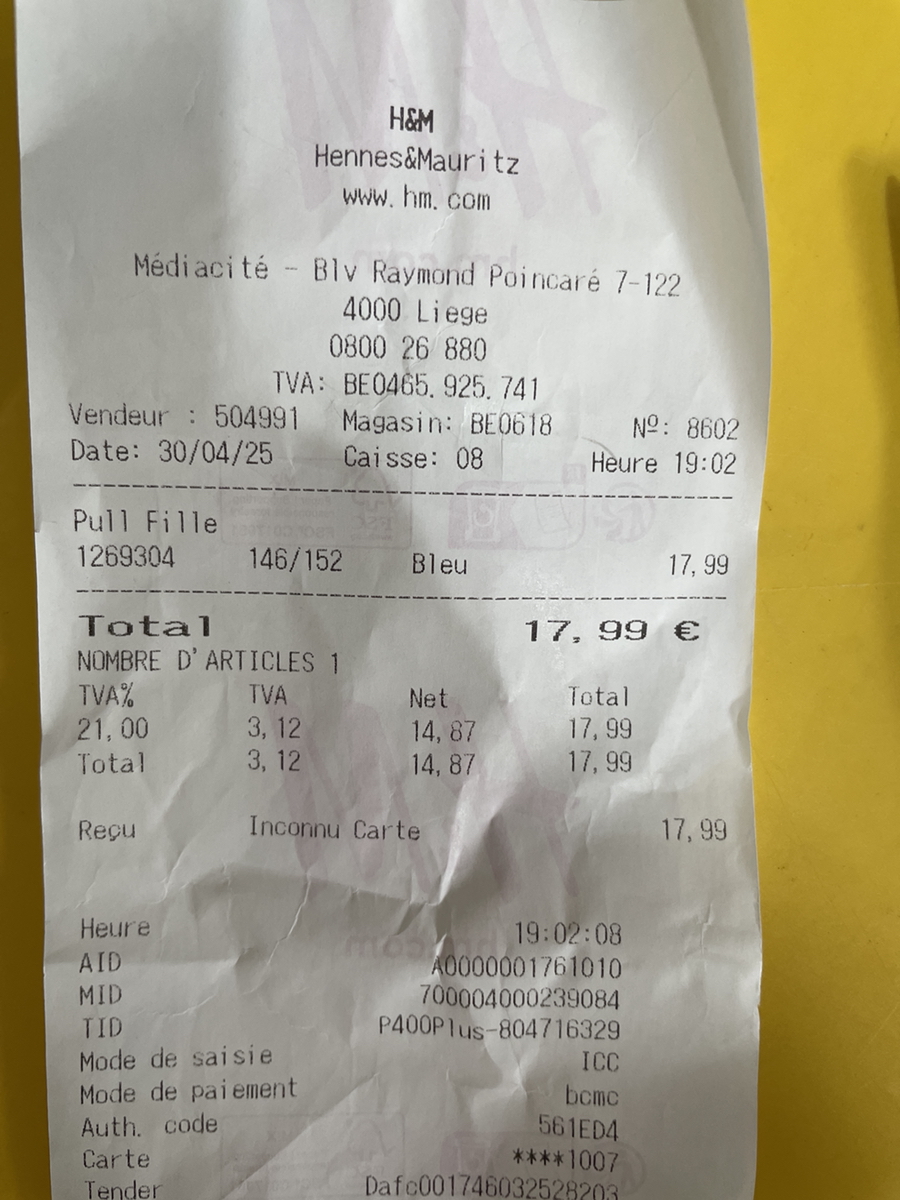 H&M
Hennes&Mauritz
www.hm.com
Médiacité - Blv Raymond Poincaré 7-122
4000 Liege
0800 26 880
TVA: BE0465.925.741
Vendeur : 504991 Magasin: BE0618 Nº: 8602
Date: 30/04/25 Caisse: 08 Heure 19:02
Pull Fille
1269304 146/152 Bleu 17,99
Total 17,99 €
NOMBRE D'ARTICLES 1
TVA% TVA Net Total
21,00 3,12 14,87 17,99
Total 3,12 14,87 17,99
Reçu Inconnu Carte 17,99
Heure 19:02:08
AID A0000001761010
MID 700004000239084
TID P400Plus-804716329
Mode de saisie ICC
Mode de paiement bcmc
Auth. code 561ED4
Carte ****1007
Tender Dafc001746032528203